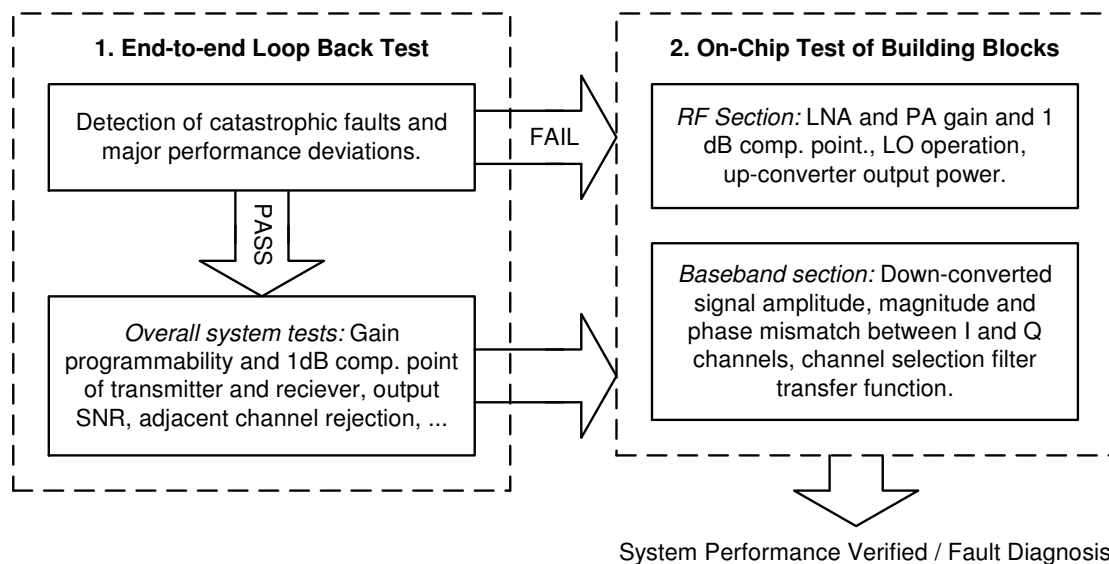 1. End-to-end Loop Back Test
Detection of catastrophic faults and
major performance deviations.
FAIL
PASS
Overall system tests: Gain
programmability and 1dB comp. point
of transmitter and reciever, output
SNR, adjacent channel rejection, ...
2. On-Chip Test of Building Blocks
RF Section: LNA and PA gain and 1
dB comp. point., LO operation,
up-converter output power.
Baseband section: Down-converted
signal amplitude, magnitude and
phase mismatch between I and Q
channels, channel selection filter
transfer function.
System Performance Verified / Fault Diagnosis